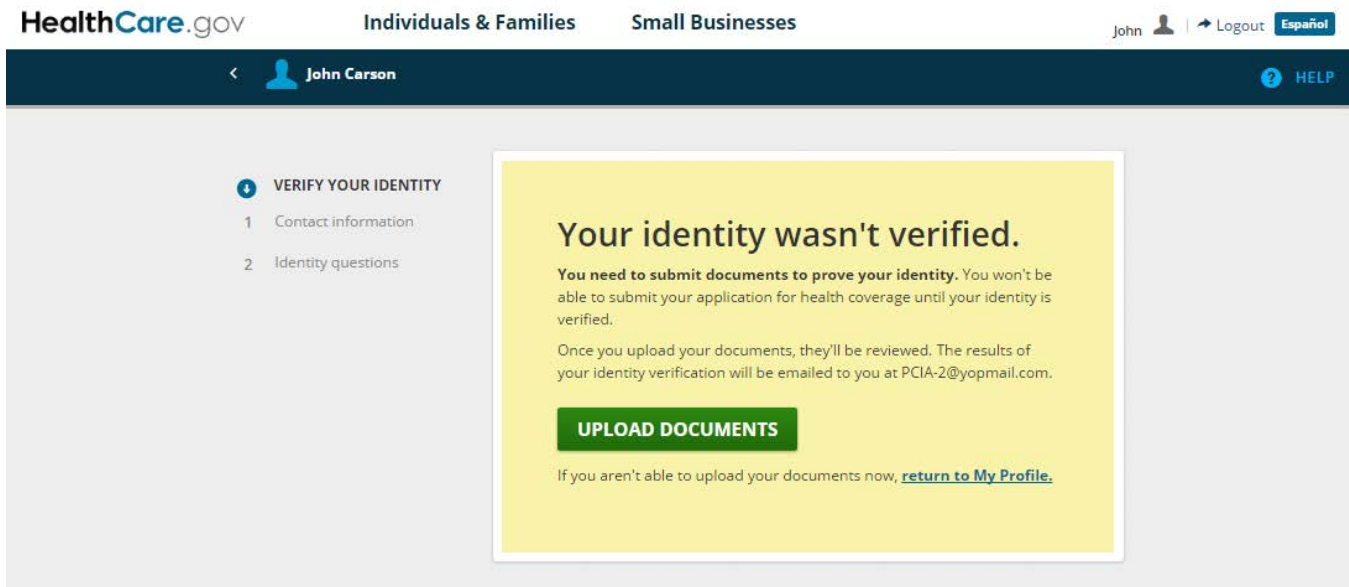 HealthCare.gov Individuals & Families Small Businesses John | Logout Español
John Carson ? HELP
VERIFY YOUR IDENTITY
1 Contact information
2 Identity questions
Your identity wasn't verified.
You need to submit documents to prove your identity. You won't be
able to submit your application for health coverage until your identity is
verified.
Once you upload your documents, they'll be reviewed. The results of
your identity verification will be emailed to you at PCIA-2@yopmail.com.
UPLOAD DOCUMENTS
If you aren't able to upload your documents now, return to My Profile.